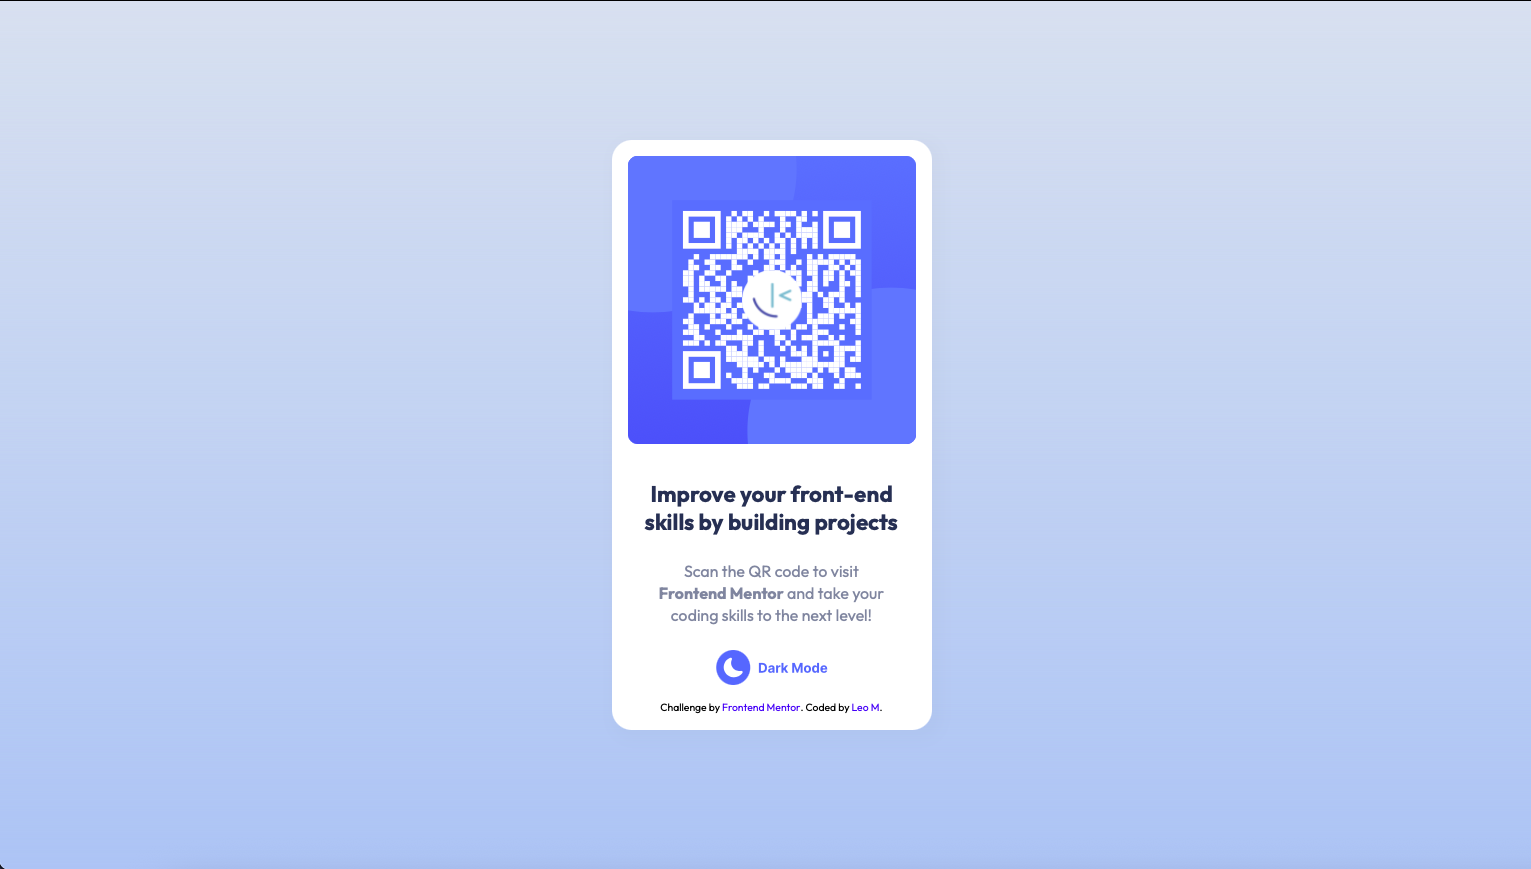 Improve your front-end
skills by building projects
Scan the QR code to visit
Frontend Mentor and take your
coding skills to the next level!
Dark Mode
Challenge by Frontend Mentor. Coded by Leo M.